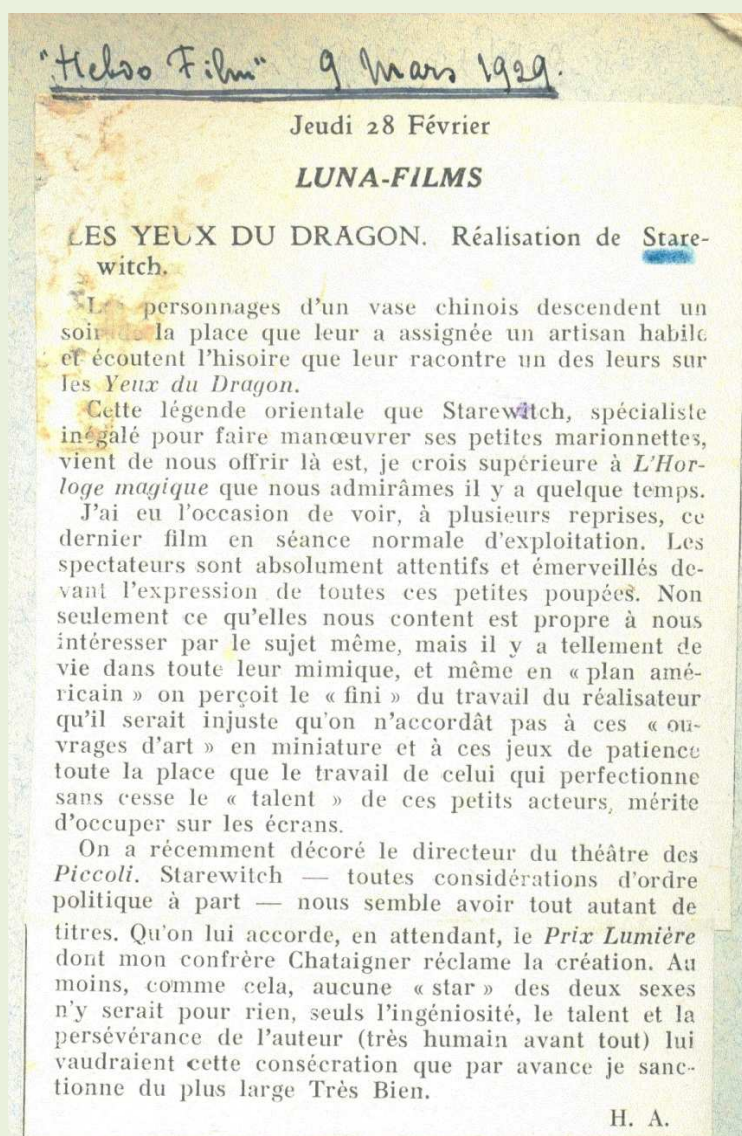 "Hebdo Film" 9 Mars 1929.
Jeudi 28 Février
LUNA-FILMS
LES YEUX DU DRAGON. Réalisation de Stare-
witch.
Les personnages d'un vase chinois descendent un
soir de la place que leur a assignée un artisan habile
et écoutent l'hisoire que leur racontre un des leurs sur
les Yeux du Dragon.
Cette légende orientale que Starewitch, spécialiste
inégalé pour faire manœuvrer ses petites marionnettes,
vient de nous offrir là est, je crois supérieure à L'Hor-
loge magique que nous admirâmes il y a quelque temps.
J'ai eu l'occasion de voir, à plusieurs reprises, ce
dernier film en séance normale d'exploitation. Les
spectateurs sont absolument attentifs et émerveillés de-
vant l'expression de toutes ces petites poupées. Non
seulement ce qu'elles nous content est propre à nous
intéresser par le sujet même, mais il y a tellement de
vie dans toute leur mimique, et même en « plan amé-
ricain » on perçoit le « fini » du travail du réalisateur
qu'il serait injuste qu'on n'accordât pas à ces « ou-
vrages d'art » en miniature et à ces jeux de patience
toute la place que le travail de celui qui perfectionne
sans cesse le « talent » de ces petits acteurs, mérite
d'occuper sur les écrans.
On a récemment décoré le directeur du théâtre des
Piccoli. Starewitch — toutes considérations d'ordre
politique à part — nous semble avoir tout autant de
titres. Qu'on lui accorde, en attendant, le Prix Lumière
dont mon confrère Chataigner réclame la création. Au
moins, comme cela, aucune « star » des deux sexes
n'y serait pour rien, seuls l'ingéniosité, le talent et la
persévérance de l'auteur (très humain avant tout) lui
vaudraient cette consécration que par avance je sanc-
tionne du plus large Très Bien.
H. A.